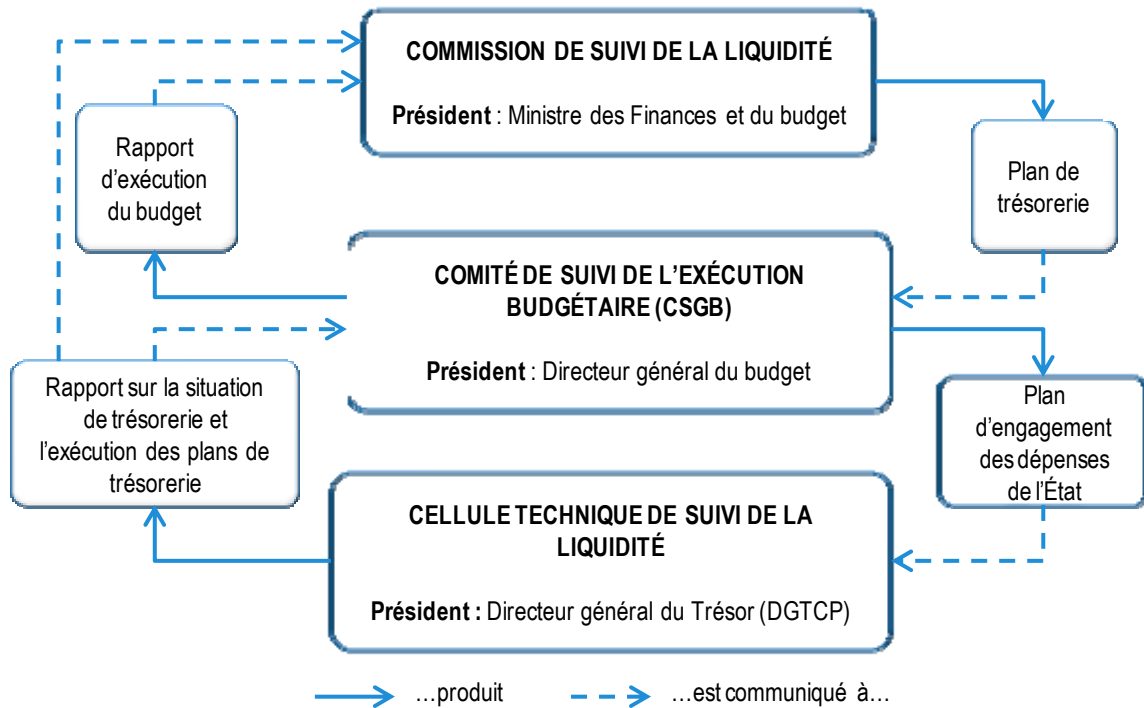 COMMISSION DE SUIVI DE LA LIQUIDITÉ
Président : Ministre des Finances et du budget
Rapport
d’exécution
du budget
Plan de
trésorerie
COMITÉ DE SUIVI DE L’EXÉCUTION
BUDGÉTAIRE (CSGB)
Président : Directeur général du budget
Rapport sur la situation
de trésorerie et
l’exécution des plans de
trésorerie
Plan
d’engagement
des dépenses
de l’État
CELLULE TECHNIQUE DE SUIVI DE LA
LIQUIDITÉ
Président : Directeur général du Trésor (DGTCP)
…produit
…est communiqué à…